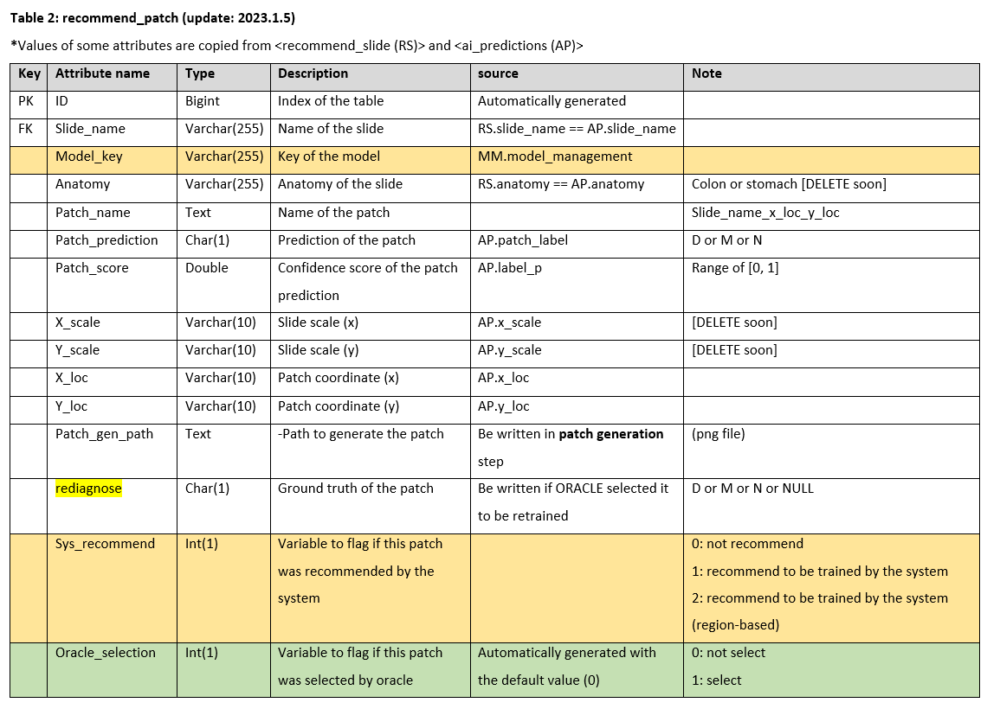 Table 2: recommend_patch (update: 2023.1.5)
*Values of some attributes are copied from <recommend_slide (RS)> and <ai_predictions (AP)>
Key Attribute name Type Description source Note
PK ID Bigint Index of the table Automatically generated
FK Slide_name Varchar(255) Name of the slide RS.slide_name == AP.slide_name
Model_key Varchar(255) Key of the model MM.model_management
Anatomy Varchar(255) Anatomy of the slide RS.anatomy == AP.anatomy Colon or stomach [DELETE soon]
Patch_name Text Name of the patch Slide_name_x_loc_y_loc
Patch_prediction Char(1) Prediction of the patch AP.patch_label D or M or N
Patch_score Double Confidence score of the patch AP.label_p Range of [0, 1]
prediction
X_scale Varchar(10) Slide scale (x) AP.x_scale [DELETE soon]
Y_scale Varchar(10) Slide scale (y) AP.y_scale [DELETE soon]
X_loc Varchar(10) Patch coordinate (x) AP.x_loc
Y_loc Varchar(10) Patch coordinate (y) AP.y_loc
Patch_gen_path Text -Path to generate the patch Be written in patch generation (png file)
step
rediagnose Char(1) Ground truth of the patch Be written if ORACLE selected it D or M or N or NULL
to be retrained
Sys_recommend Int(1) Variable to flag if this patch 0: not recommend
was recommended by the 1: recommend to be trained by the system
system 2: recommend to be trained by the system
(region-based)
Oracle_selection Int(1) Variable to flag if this patch Automatically generated with 0: not select
was selected by oracle the default value (0) 1: select